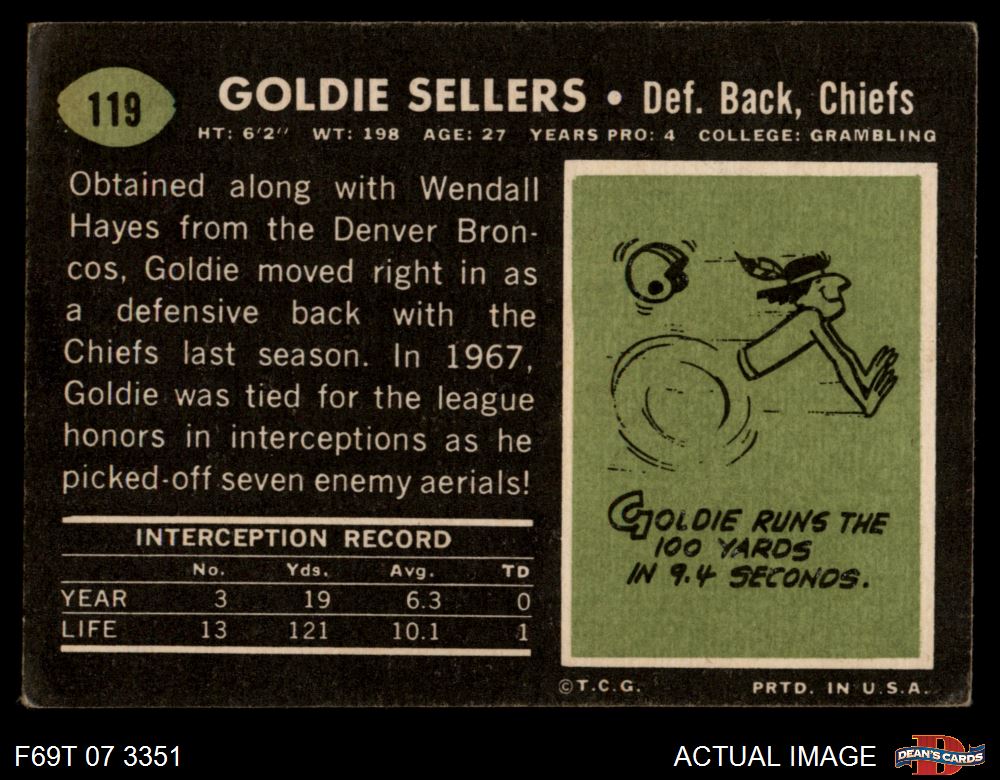 119
GOLDIE SELLERS • Def. Back, Chiefs
HT: 6'2" WT: 198 AGE: 27 YEARS PRO: 4 COLLEGE: GRAMBLING
Obtained along with Wendall
Hayes from the Denver Bron-
cos, Goldie moved right in as
a defensive back with the
Chiefs last season. In 1967,
Goldie was tied for the league
honors in interceptions as he
picked-off seven enemy aerials!
INTERCEPTION RECORD
No. Yds. Avg. TD
YEAR 3 19 6.3 0
LIFE 13 121 10.1 1
GOLDIE RUNS THE
100 YARDS
IN 9.4 SECONDS.
©T.C.G. PRTD. IN U.S.A.
F69T 07 3351
ACTUAL IMAGE
D
DEAN'S CARDS